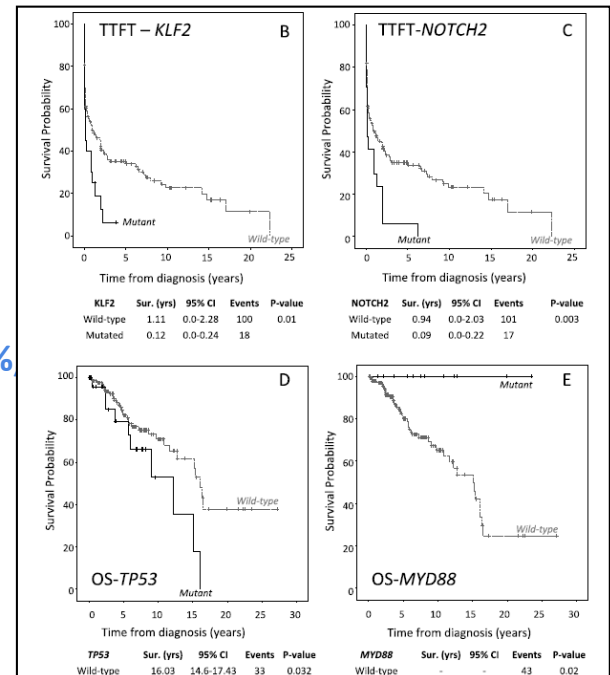 TTFT – KLF2 B
Survival Probability
100
80
60
40
20
0
Mutant
Wild-type
0 5 10 15 20 25
Time from diagnosis (years)
KLF2 Sur. (yrs) 95% CI Events P-value
Wild-type 1.11 0.0-2.28 100 0.01
Mutated 0.12 0.0-0.24 18
TTFT-NOTCH2 C
Survival Probability
100
80
60
40
20
0
Mutant
Wild-type
0 5 10 15 20 25
Time from diagnosis (years)
NOTCH2 Sur. (yrs) 95% CI Events P-value
Wild-type 0.94 0.0-2.03 101 0.003
Mutated 0.09 0.0-0.22 17
%
D
Survival Probability
100
80
60
40
20
0
Wild-type
OS-TP53
Mutant
0 5 10 15 20 25 30
Time from diagnosis (years)
TP53 Sur. (yrs) 95% CI Events P-value
Wild-type 16.03 14.6-17.43 33 0.032
E
Survival Probability
100
80
60
40
20
0
Mutant
Wild-type
OS-MYD88
0 5 10 15 20 25 30
Time from diagnosis (years)
MYD88 Sur. (yrs) 95% CI Events P-value
Wild-type - - 43 0.02